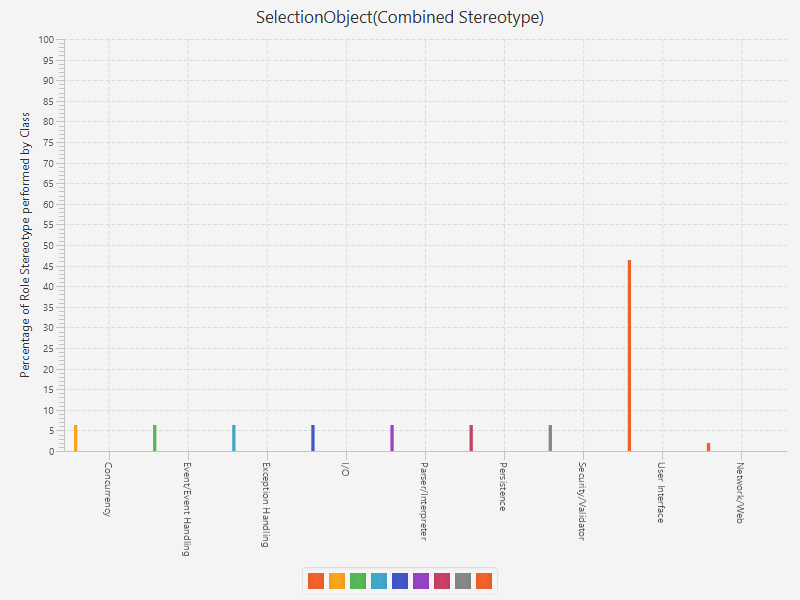 SelectionObject(Combined Stereotype)
Percentage of Role Stereotype performed by Class
100
95
90
85
80
75
70
65
60
55
50
45
40
35
30
25
20
15
10
5
0
Concurrency
Event/Event Handling
Exception Handling
I/O
Parser/Interpreter
Persistence
Security/Validator
User Interface
Network/Web